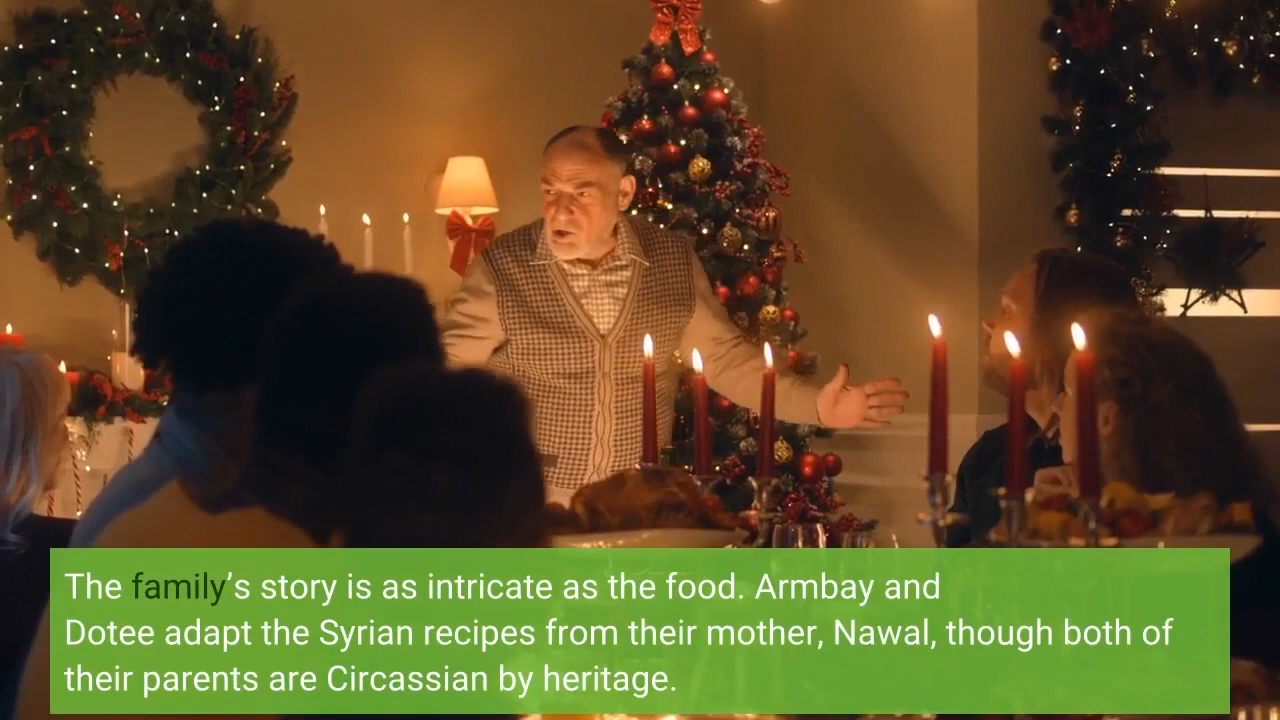 The family’s story is as intricate as the food. Armbay and
Dotee adapt the Syrian recipes from their mother, Nawal, though both of
their parents are Circassian by heritage.